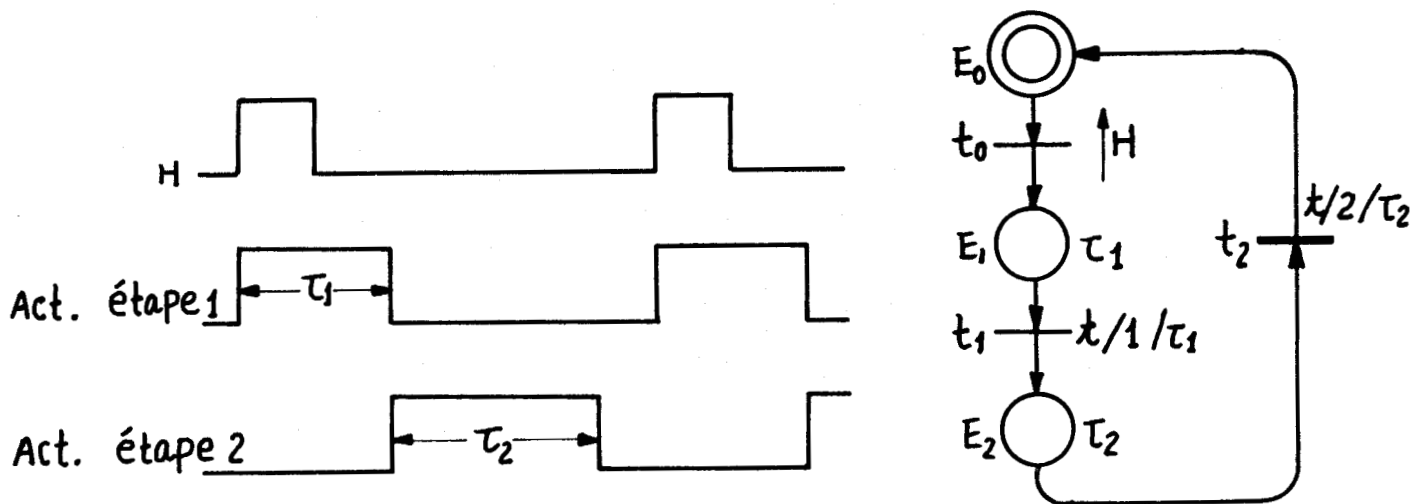 H
Act. étape 1
τ1
Act. étape 2
τ2
E0
t0
H
E1
τ1
t1
t/1/τ1
E2
τ2
t2
t/2/τ2